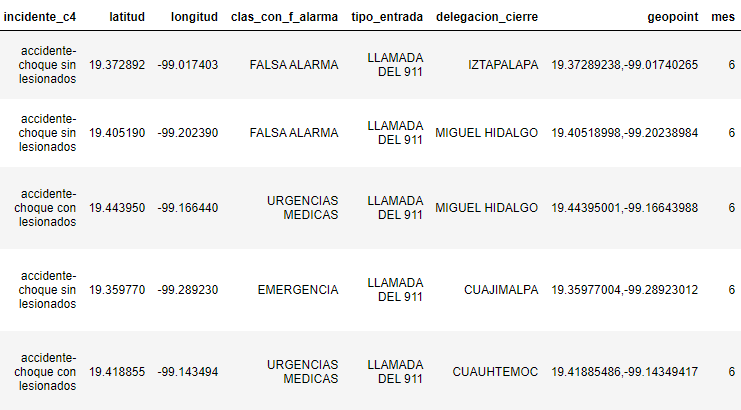 incidente_c4 latitud longitud clas_con_f_alarma tipo_entrada delegacion_cierre geopoint mes
accidente-
choque sin
lesionados
19.372892 -99.017403 FALSA ALARMA
LLAMADA
DEL 911
IZTAPALAPA 19.37289238,-99.01740265 6
accidente-
choque sin
lesionados
19.405190 -99.202390 FALSA ALARMA
LLAMADA
DEL 911
MIGUEL HIDALGO 19.40518998,-99.20238984 6
accidente-
choque con
lesionados
19.443950 -99.166440
URGENCIAS
MEDICAS
LLAMADA
DEL 911
MIGUEL HIDALGO 19.44395001,-99.16643988 6
accidente-
choque sin
lesionados
19.359770 -99.289230 EMERGENCIA
LLAMADA
DEL 911
CUAJIMALPA 19.35977004,-99.28923012 6
accidente-
choque con
lesionados
19.418855 -99.143494
URGENCIAS
MEDICAS
LLAMADA
DEL 911
CUAUHTEMOC 19.41885486,-99.14349417 6